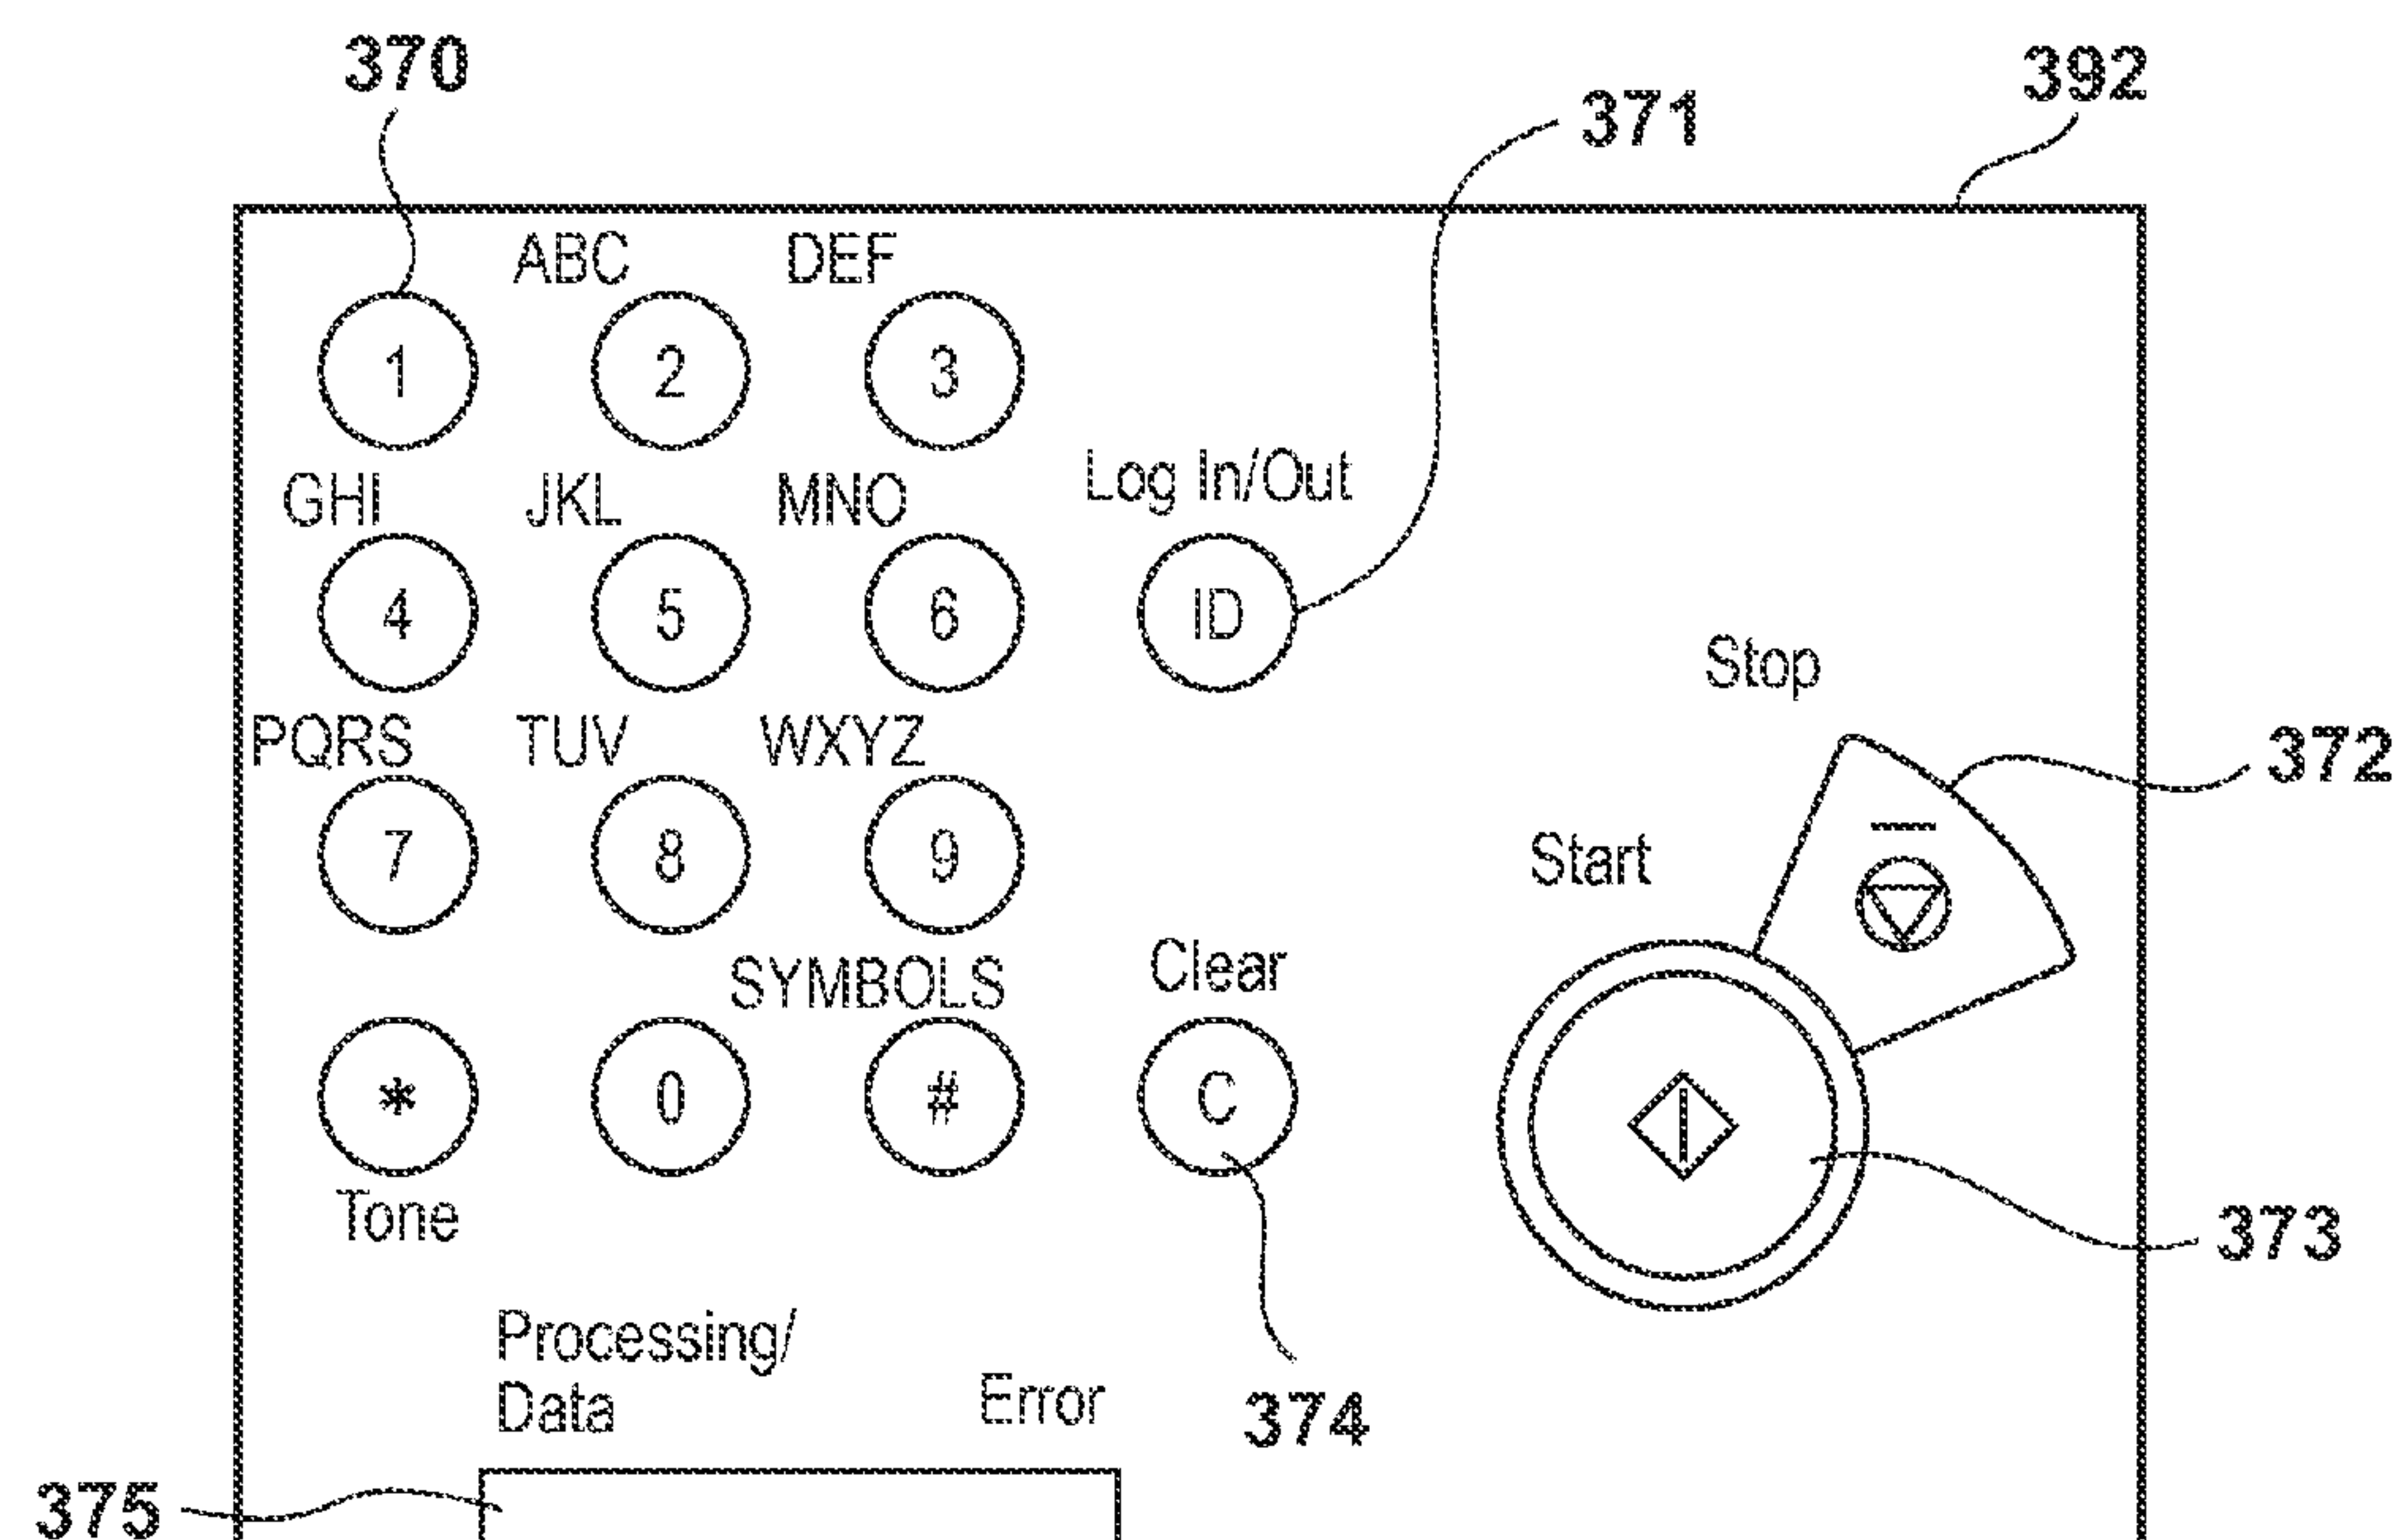 370
392
371
ABC DEF
1 2 3
GHI JKL MNO Log In/Out
4 5 6 ID
Stop
PQRS TUV WXYZ
372
7 8 9 Start
SYMBOLS Clear
* 0 # C
Tone
373
Processing/
Data Error
374
375